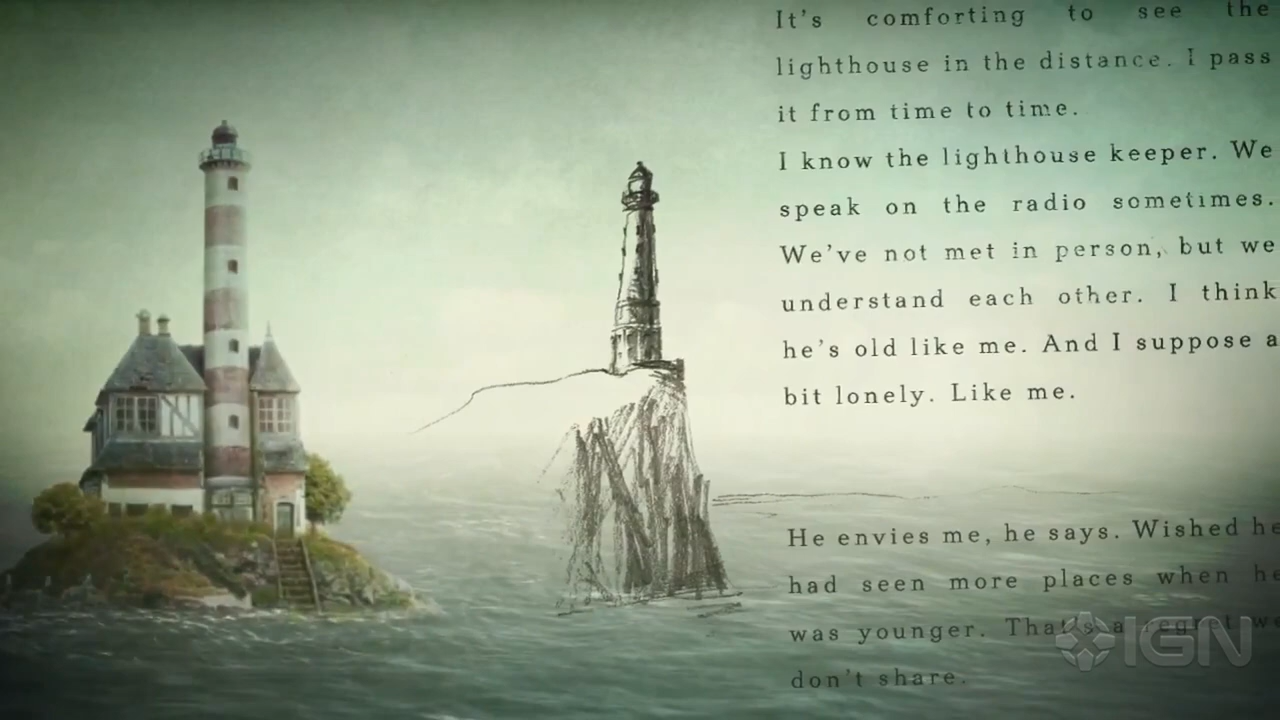 It's comforting to see the
lighthouse in the distance. I pass
it from time to time.
I know the lighthouse keeper. We
speak on the radio sometimes.
We've not met in person, but we
understand each other. I think
he's old like me. And I suppose a
bit lonely. Like me.
He envies me, he says. Wished he
had seen more places when he
was younger. That's a regret we
don't share.
IGN